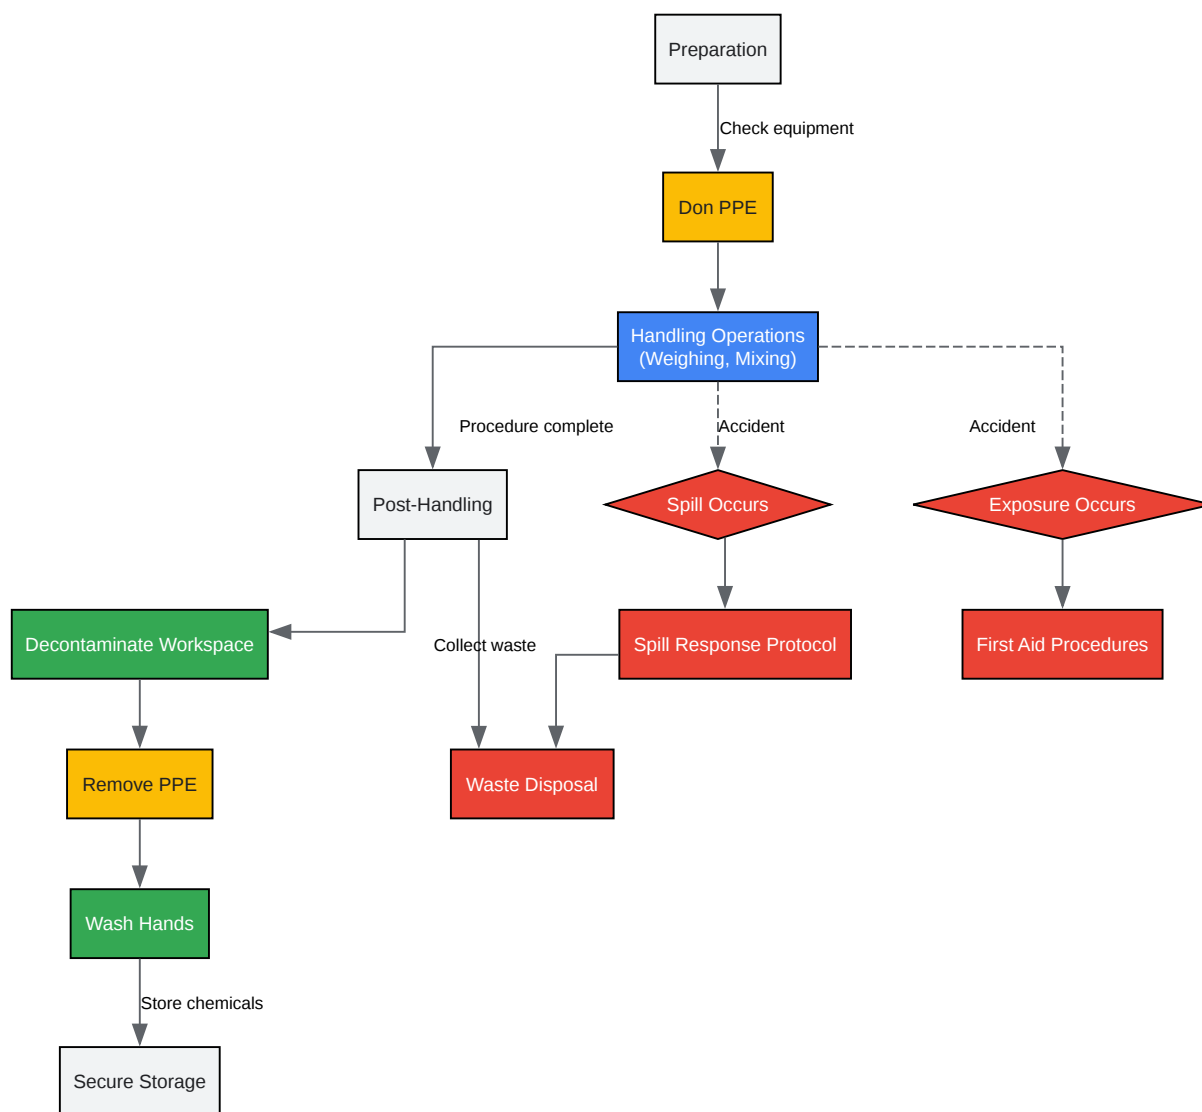 Preparation
Check equipment
Don PPE
Handling Operations
(Weighing, Mixing)
Procedure complete
Accident
Accident
Post-Handling
Spill Occurs
Exposure Occurs
Decontaminate Workspace
Collect waste
Spill Response Protocol
First Aid Procedures
Remove PPE
Waste Disposal
Wash Hands
Store chemicals
Secure Storage